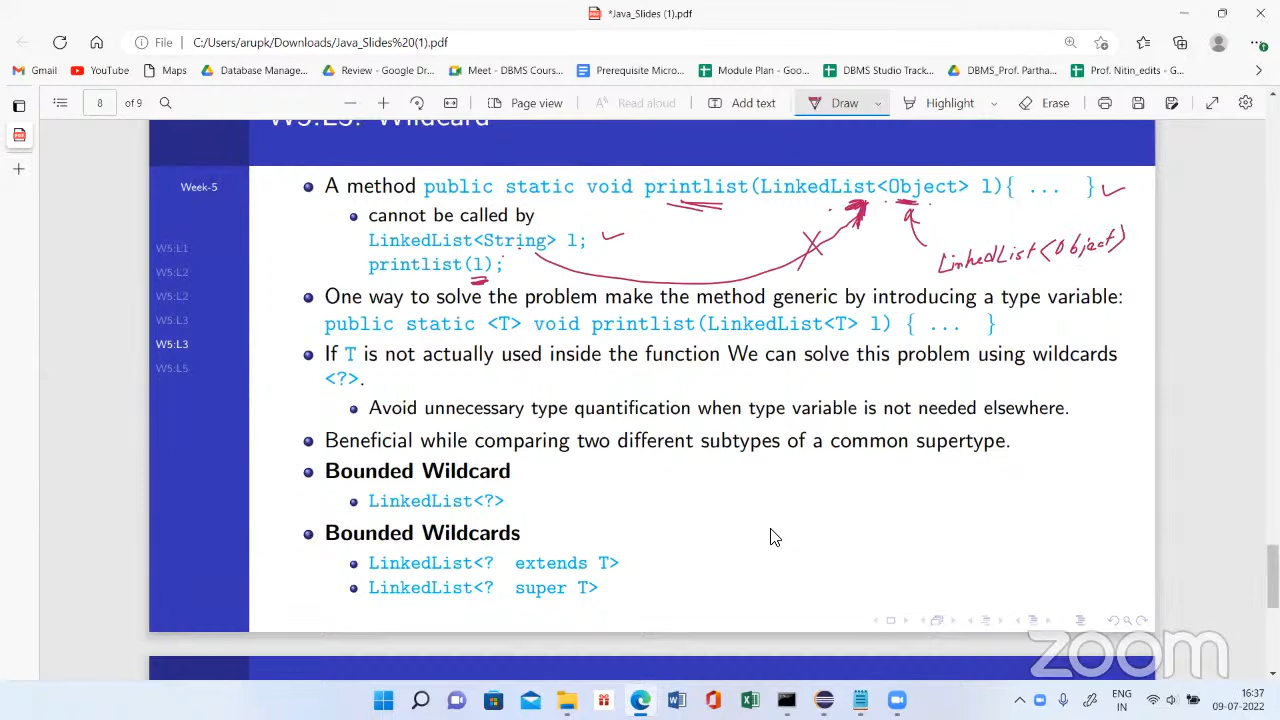 *Java_Slides (1).pdf
File
C:/Users/arupk/Downloads/Java_Slides%20(1).pdf
Gmail
YouTube
Maps
Database Manage...
Review - Google Dr...
Meet - DBMS Cours...
Prerequisite Microc...
Module Plan - Goo...
DBMS Studio Track...
DBMS_Prof. Partha...
Prof. Nitin_edits - G...
8 of 9
Page view
Read aloud
Add text
Draw
Highlight
Erase
W5:L3: Wildcard
Week-5
W5:L1
W5:L2
W5:L2
W5:L3
W5:L3
W5:L5
A method public static void printlist(LinkedList<Object> l){ ... }
cannot be called by
LinkedList<String> l;
printlist(l);
LinkedList<Object>
One way to solve the problem make the method generic by introducing a type variable:
public static <T> void printlist(LinkedList<T> l) { ... }
If T is not actually used inside the function We can solve this problem using wildcards
<?>.
Avoid unnecessary type quantification when type variable is not needed elsewhere.
Beneficial while comparing two different subtypes of a common supertype.
Bounded Wildcard
LinkedList<?>
Bounded Wildcards
LinkedList<? extends T>
LinkedList<? super T>
zoom
ENG
IN
16:37
09-07-2022